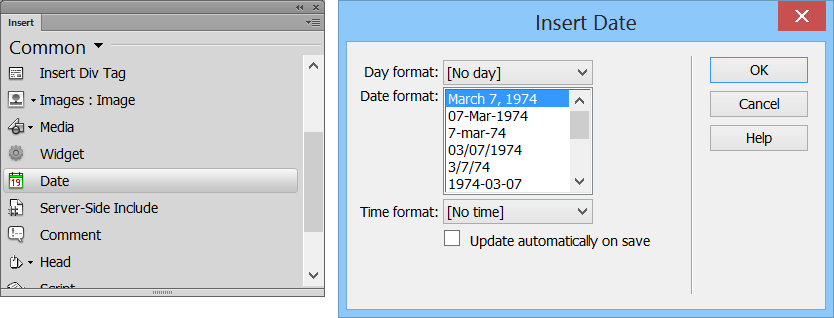 Insert
Common
Insert Div Tag
Images : Image
Media
Widget
19
Date
Server-Side Include
Comment
Head
Script
Insert Date
Day format: [No day]
Date format: March 7, 1974
07-Mar-1974
7-mar-74
03/07/1974
3/7/74
1974-03-07
Time format: [No time]
Update automatically on save
OK
Cancel
Help